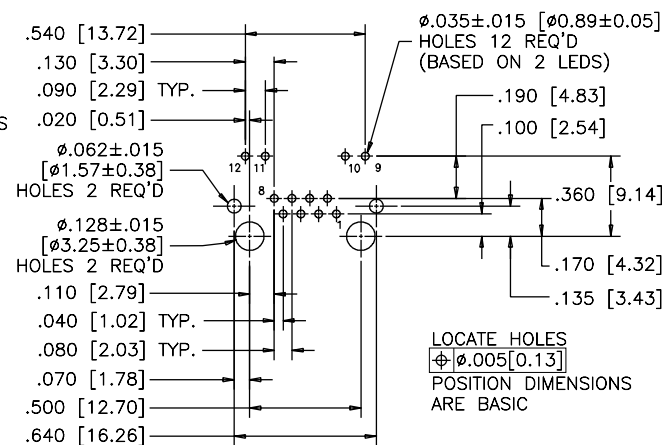 .540 [13.72]
.130 [3.30]
.090 [2.29] TYP.
S
.020 [0.51]
ø.062±.015
[ø1.57±0.38]
HOLES 2 REQ'D
ø.128±.015
[ø3.25±0.38]
HOLES 2 REQ'D
.110 [2.79]
.040 [1.02] TYP.
.080 [2.03] TYP.
.070 [1.78]
.500 [12.70]
.640 [16.26]
12
11
10
9
8
1
ø.035±.015 [ø0.89±0.05]
HOLES 12 REQ'D
(BASED ON 2 LEDS)
.190 [4.83]
.100 [2.54]
.360 [9.14]
.170 [4.32]
.135 [3.43]
LOCATE HOLES
⌖ ø.005[0.13]
POSITION DIMENSIONS
ARE BASIC